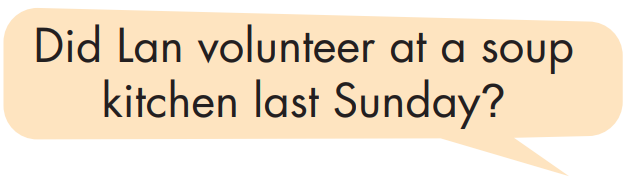 Did Lan volunteer at a soup
kitchen last Sunday?